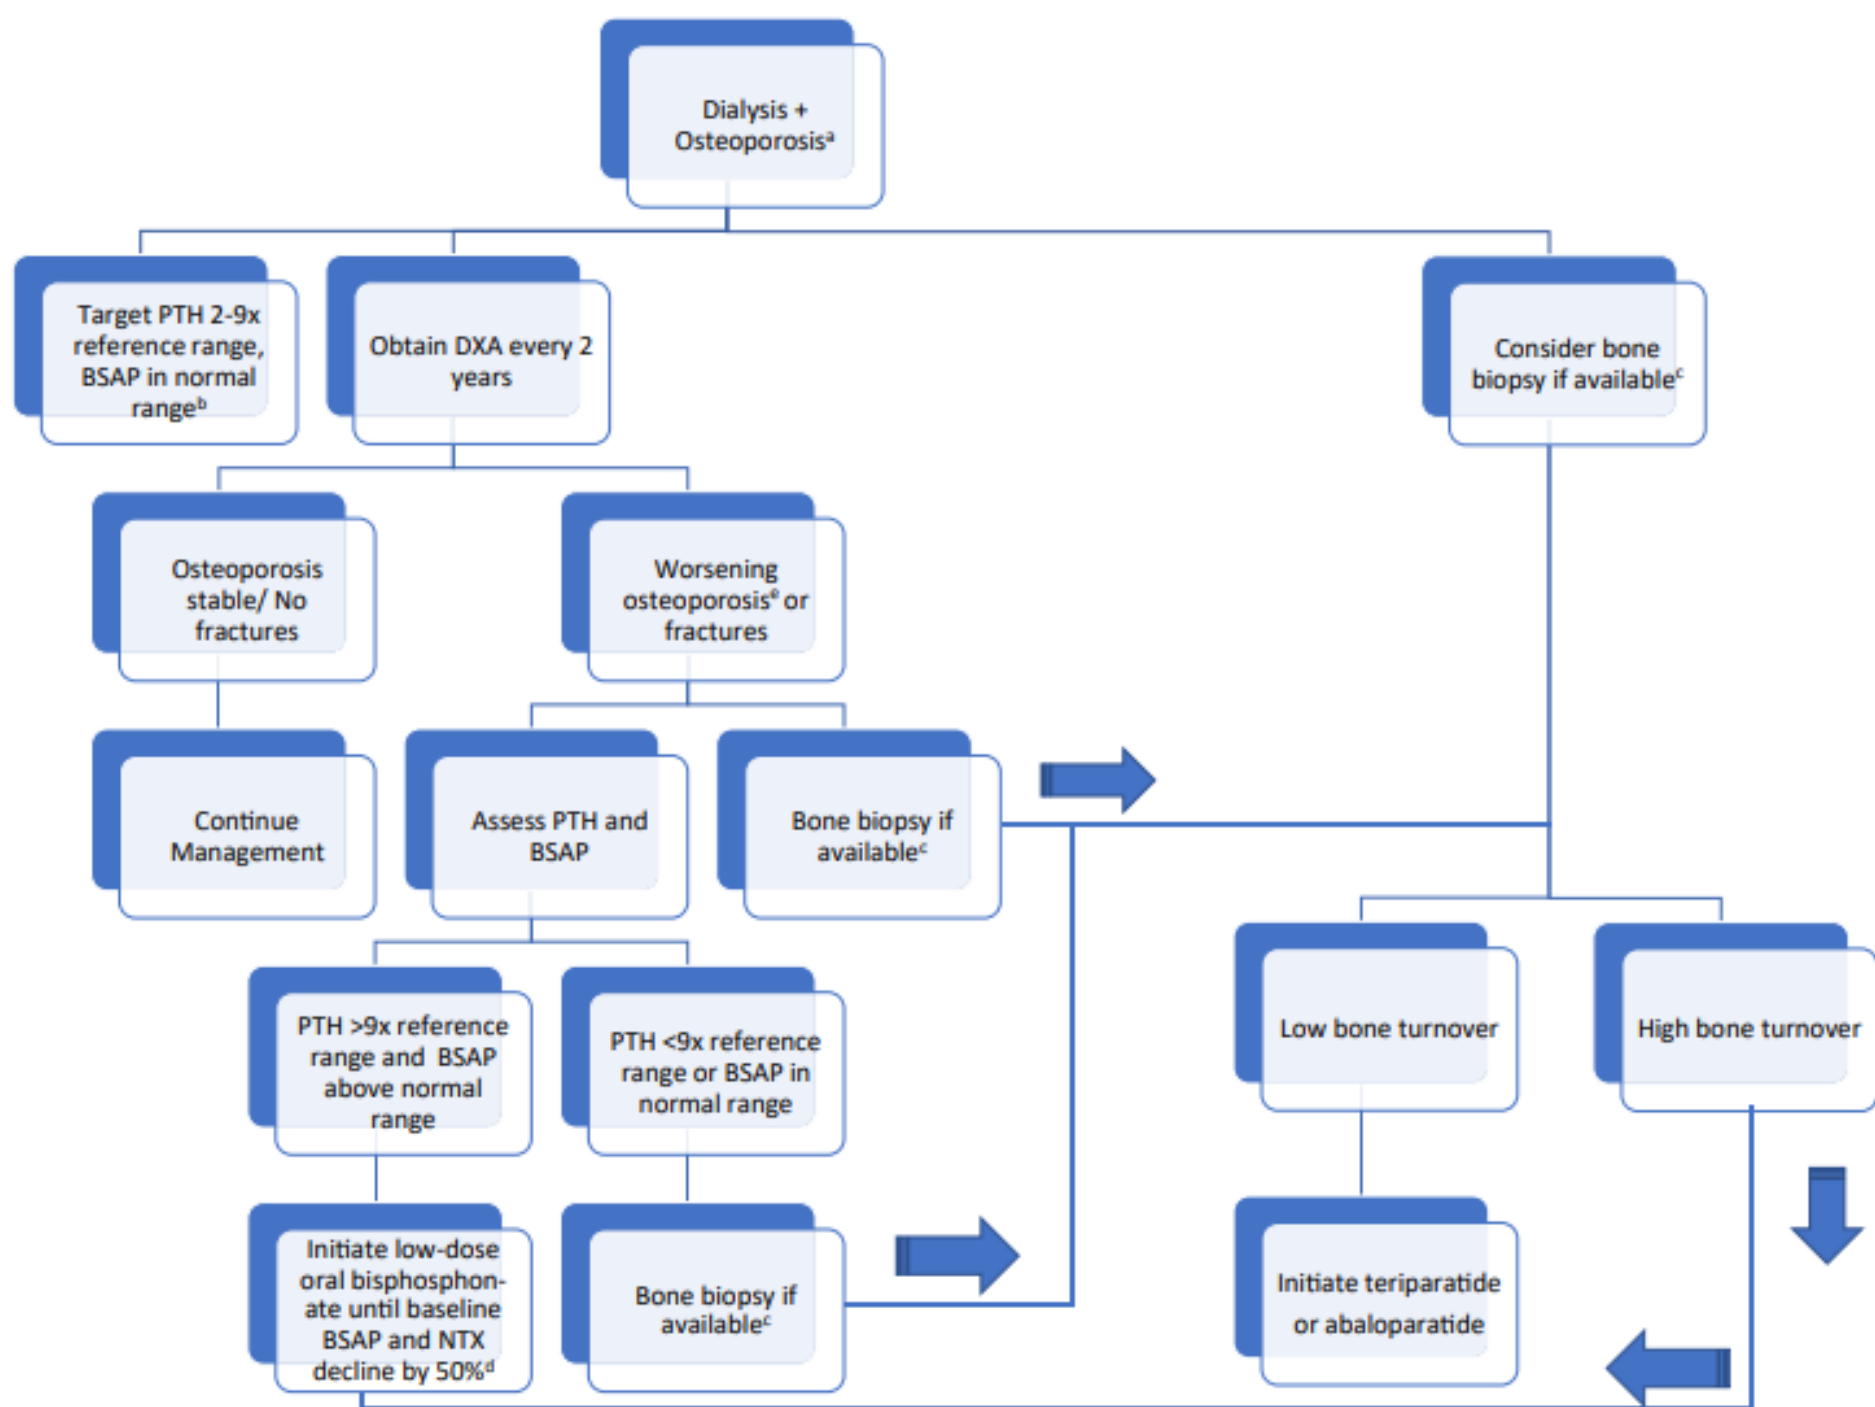 Dialysis +
Osteoporosisᵃ
Target PTH 2-9x
reference range,
BSAP in normal
rangeᵇ
Obtain DXA every 2
years
Consider bone
biopsy if availableᶜ
Osteoporosis
stable/ No
fractures
Worsening
osteoporosisᵉ or
fractures
Continue
Management
Assess PTH and
BSAP
Bone biopsy if
availableᶜ
PTH >9x reference
range and BSAP
above normal
range
PTH <9x reference
range or BSAP in
normal range
Low bone turnover
High bone turnover
Initiate low-dose
oral bisphosphon-
ate until baseline
BSAP and NTX
decline by 50%ᵈ
Bone biopsy if
availableᶜ
Initiate teriparatide
or abaloparatide